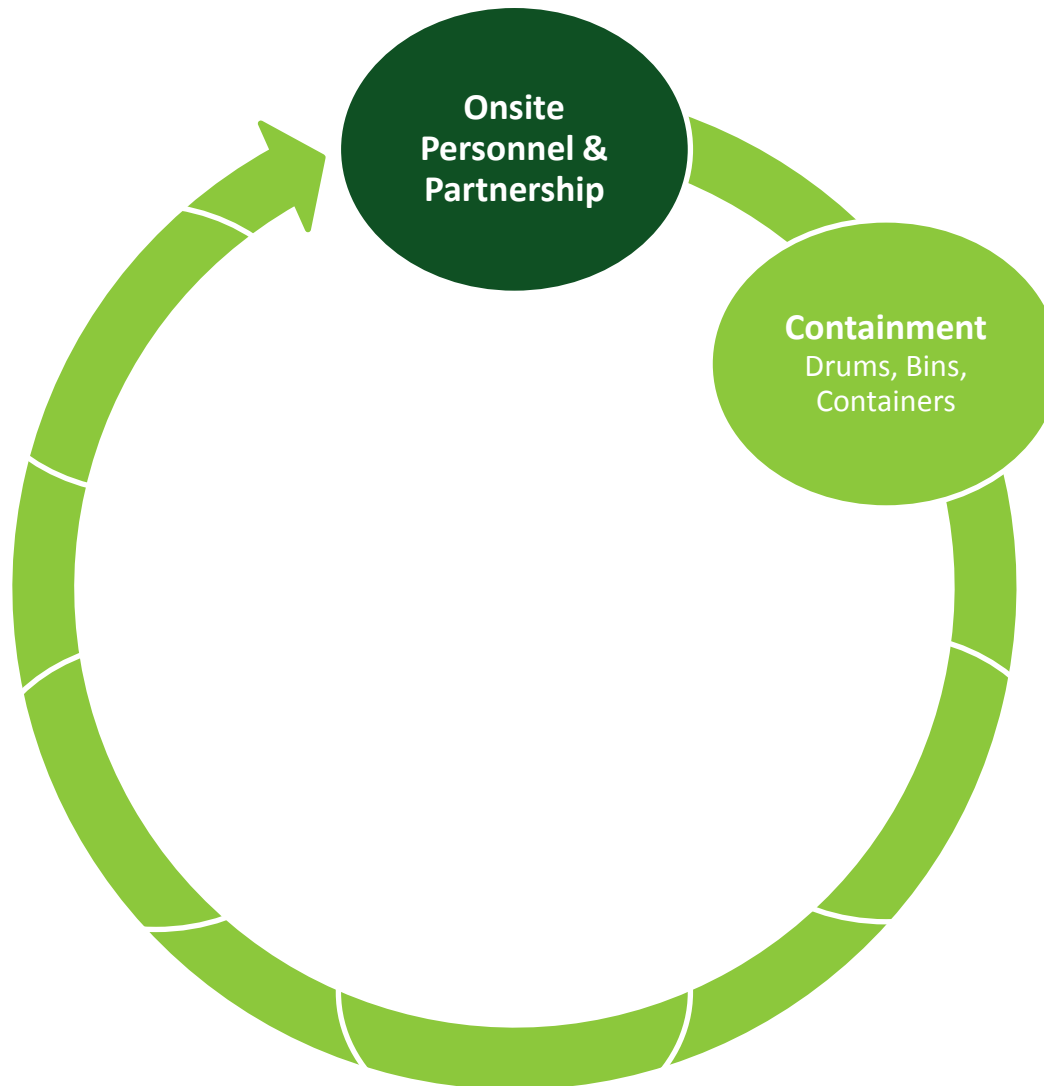 Onsite
Personnel &
Partnership
Containment
Drums, Bins,
Containers